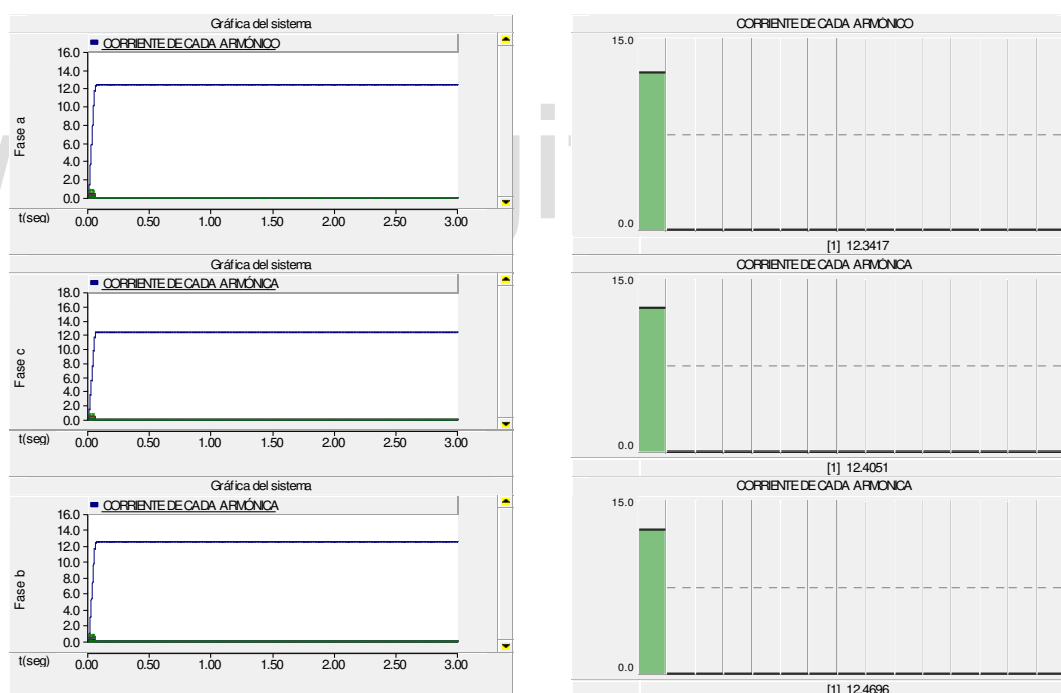 Gráfica del sistema
CORRIENTE DE CADA ARMÓNICO
16.0
14.0
12.0
10.0
8.0
6.0
4.0
2.0
0.0
Fase a
t(seg) 0.00 0.50 1.00 1.50 2.00 2.50 3.00
CORRIENTE DE CADA ARMÓNICO
15.0
0.0
[1] 12.3417
Gráfica del sistema
CORRIENTE DE CADA ARMÓNICA
18.0
16.0
14.0
12.0
10.0
8.0
6.0
4.0
2.0
0.0
Fase c
t(seg) 0.00 0.50 1.00 1.50 2.00 2.50 3.00
CORRIENTE DE CADA ARMÓNICA
15.0
0.0
[1] 12.4051
Gráfica del sistema
CORRIENTE DE CADA ARMÓNICA
16.0
14.0
12.0
10.0
8.0
6.0
4.0
2.0
0.0
Fase b
t(seg) 0.00 0.50 1.00 1.50 2.00 2.50 3.00
CORRIENTE DE CADA ARMONICA
15.0
0.0
[1] 12.4696